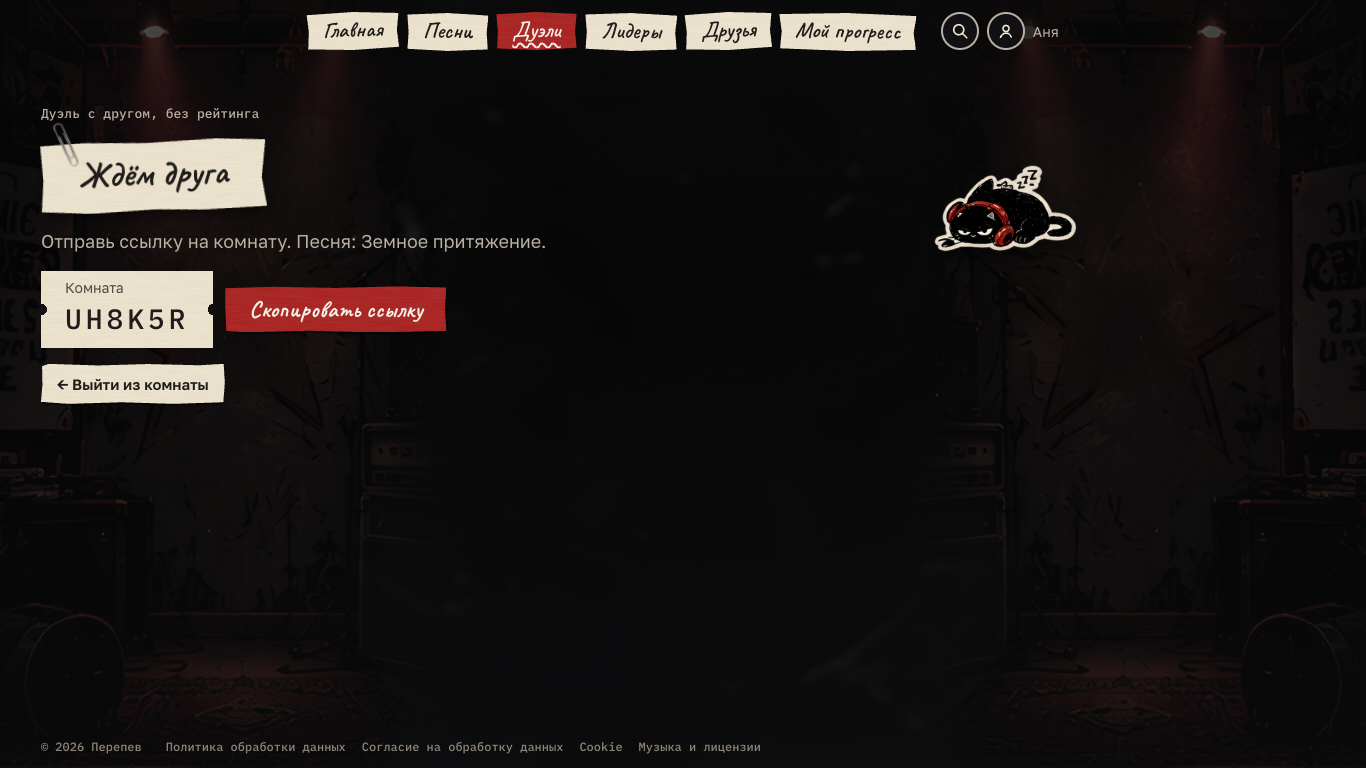 Главная Песни Дуэли Лидеры Друзья Мой прогресс Аня
Дуэль с другом, без рейтинга
Ждём друга
Отправь ссылку на комнату. Песня: Земное притяжение.
Комната
UH8K5R
Скопировать ссылку
← Выйти из комнаты
© 2026 Перепев Политика обработки данных Согласие на обработку данных Cookie Музыка и лицензии